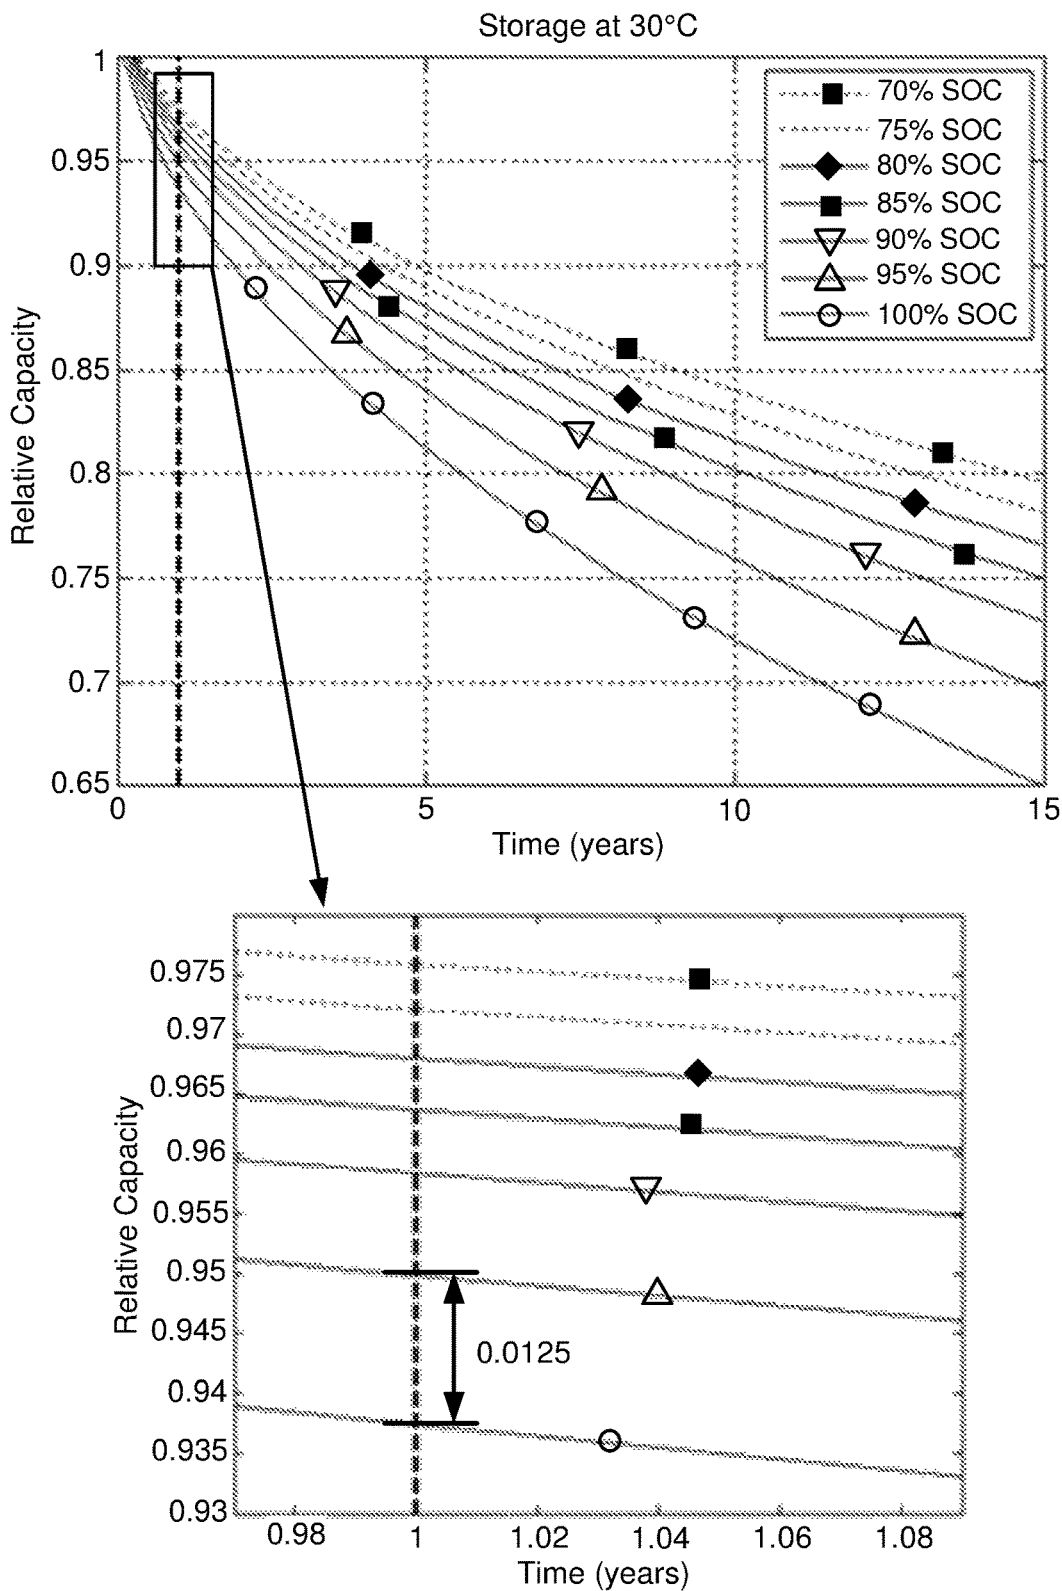 Storage at 30°C
1
0.95
0.9
0.85
0.8
0.75
0.7
0.65
Relative Capacity
70% SOC
75% SOC
80% SOC
85% SOC
90% SOC
95% SOC
100% SOC
0 5 10 15
Time (years)
0.975
0.97
0.965
0.96
0.955
0.95
0.945
0.94
0.935
0.93
Relative Capacity
0.0125
0.98 1 1.02 1.04 1.06 1.08
Time (years)